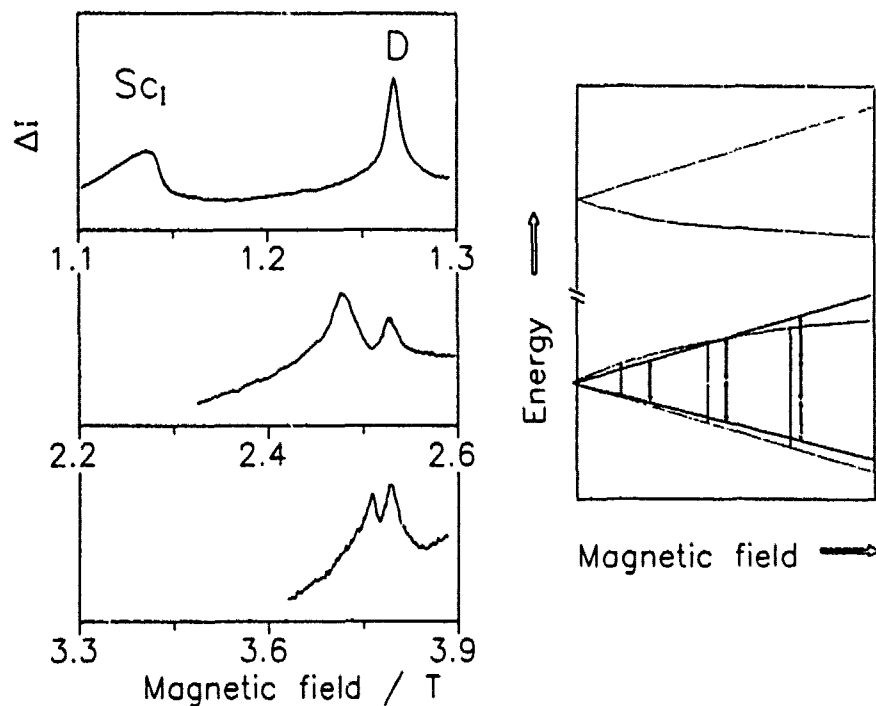 D
Sc₁
Δi
1.1 1.2 1.3
2.2 2.4 2.6
3.3 3.6 3.9
Magnetic field / T
Energy
Magnetic field